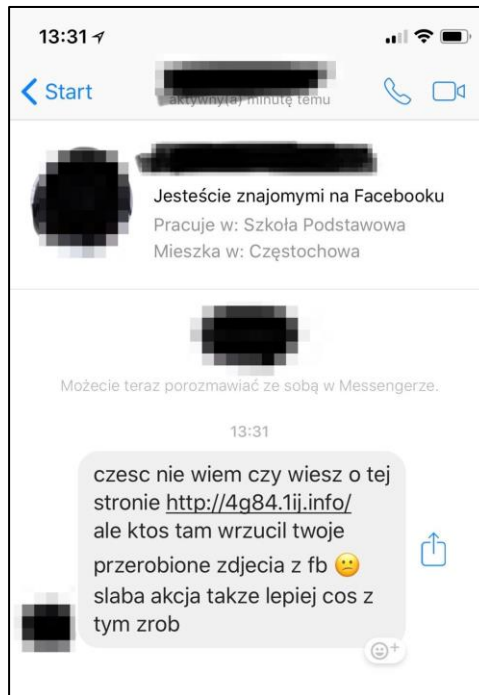 13:31
Start
aktywny(a) minutę temu
Jesteście znajomymi na Facebooku
Pracuje w: Szkoła Podstawowa
Mieszka w: Częstochowa
Możecie teraz porozmawiać ze sobą w Messengerze.
13:31
czesc nie wiem czy wiesz o tej
stronie http://4g84.1ij.info/
ale ktos tam wrzucil twoje
przerobione zdjecia z fb 😕
slaba akcja takze lepiej cos z
tym zrob